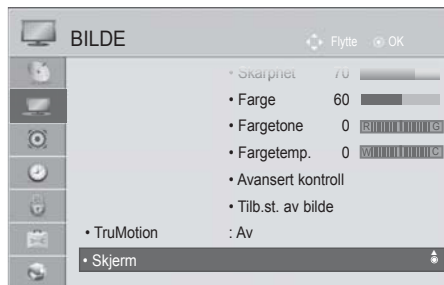 BILDE
Flytte OK
• Skarphet 70
• Farge 60
• Fargetone 0 R G
• Fargetemp. 0 W C
• Avansert kontroll
• Tilb.st. av bilde
• TruMotion : Av
• Skjerm